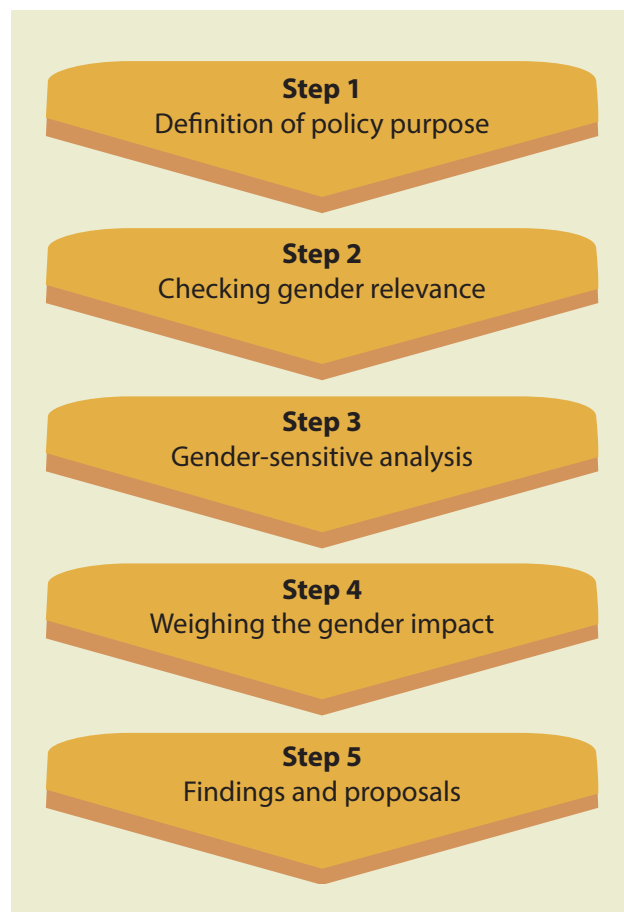 Step 1
Definition of policy purpose
Step 2
Checking gender relevance
Step 3
Gender-sensitive analysis
Step 4
Weighing the gender impact
Step 5
Findings and proposals